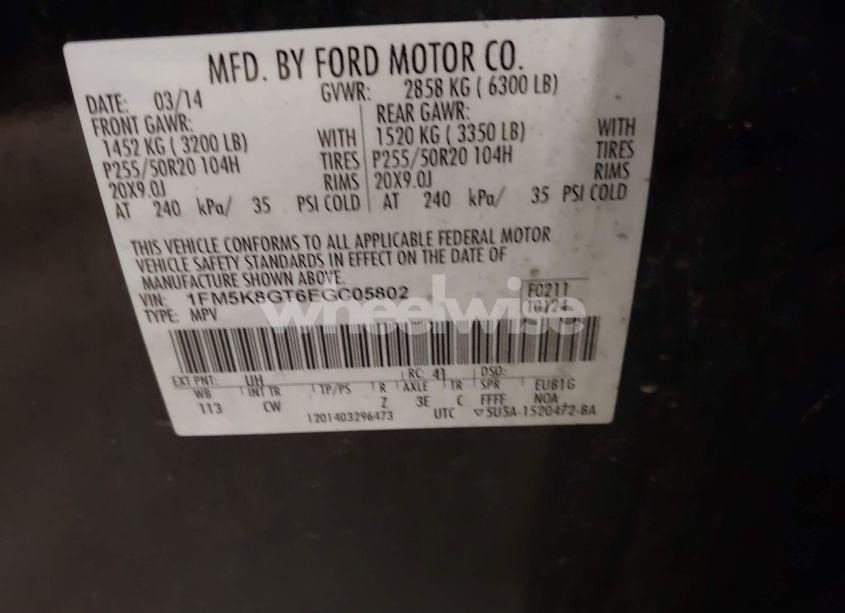 MFD. BY FORD MOTOR CO.
DATE: 03/14 GVWR: 2858 KG ( 6300 LB)
FRONT GAWR: REAR GAWR:
1452 KG ( 3200 LB) WITH 1520 KG ( 3350 LB) WITH
P255/50R20 104H TIRES P255/50R20 104H TIRES
20X9.0J RIMS 20X9.0J RIMS
AT 240 kPa/ 35 PSI COLD AT 240 kPa/ 35 PSI COLD
THIS VEHICLE CONFORMS TO ALL APPLICABLE FEDERAL MOTOR
VEHICLE SAFETY STANDARDS IN EFFECT ON THE DATE OF
MANUFACTURE SHOWN ABOVE.
VIN: 1FM5K8GT6EGC05802 F0211
TYPE: MPV
wheelwise
EXT PNT: UH RC: 41 DSO:
WB INT TR TP/PS R AXLE TR SPR EUB1G
113 CW Z 3E C FFFF NOA
1201403296473 UTC ▽5U5A-1520472-BA